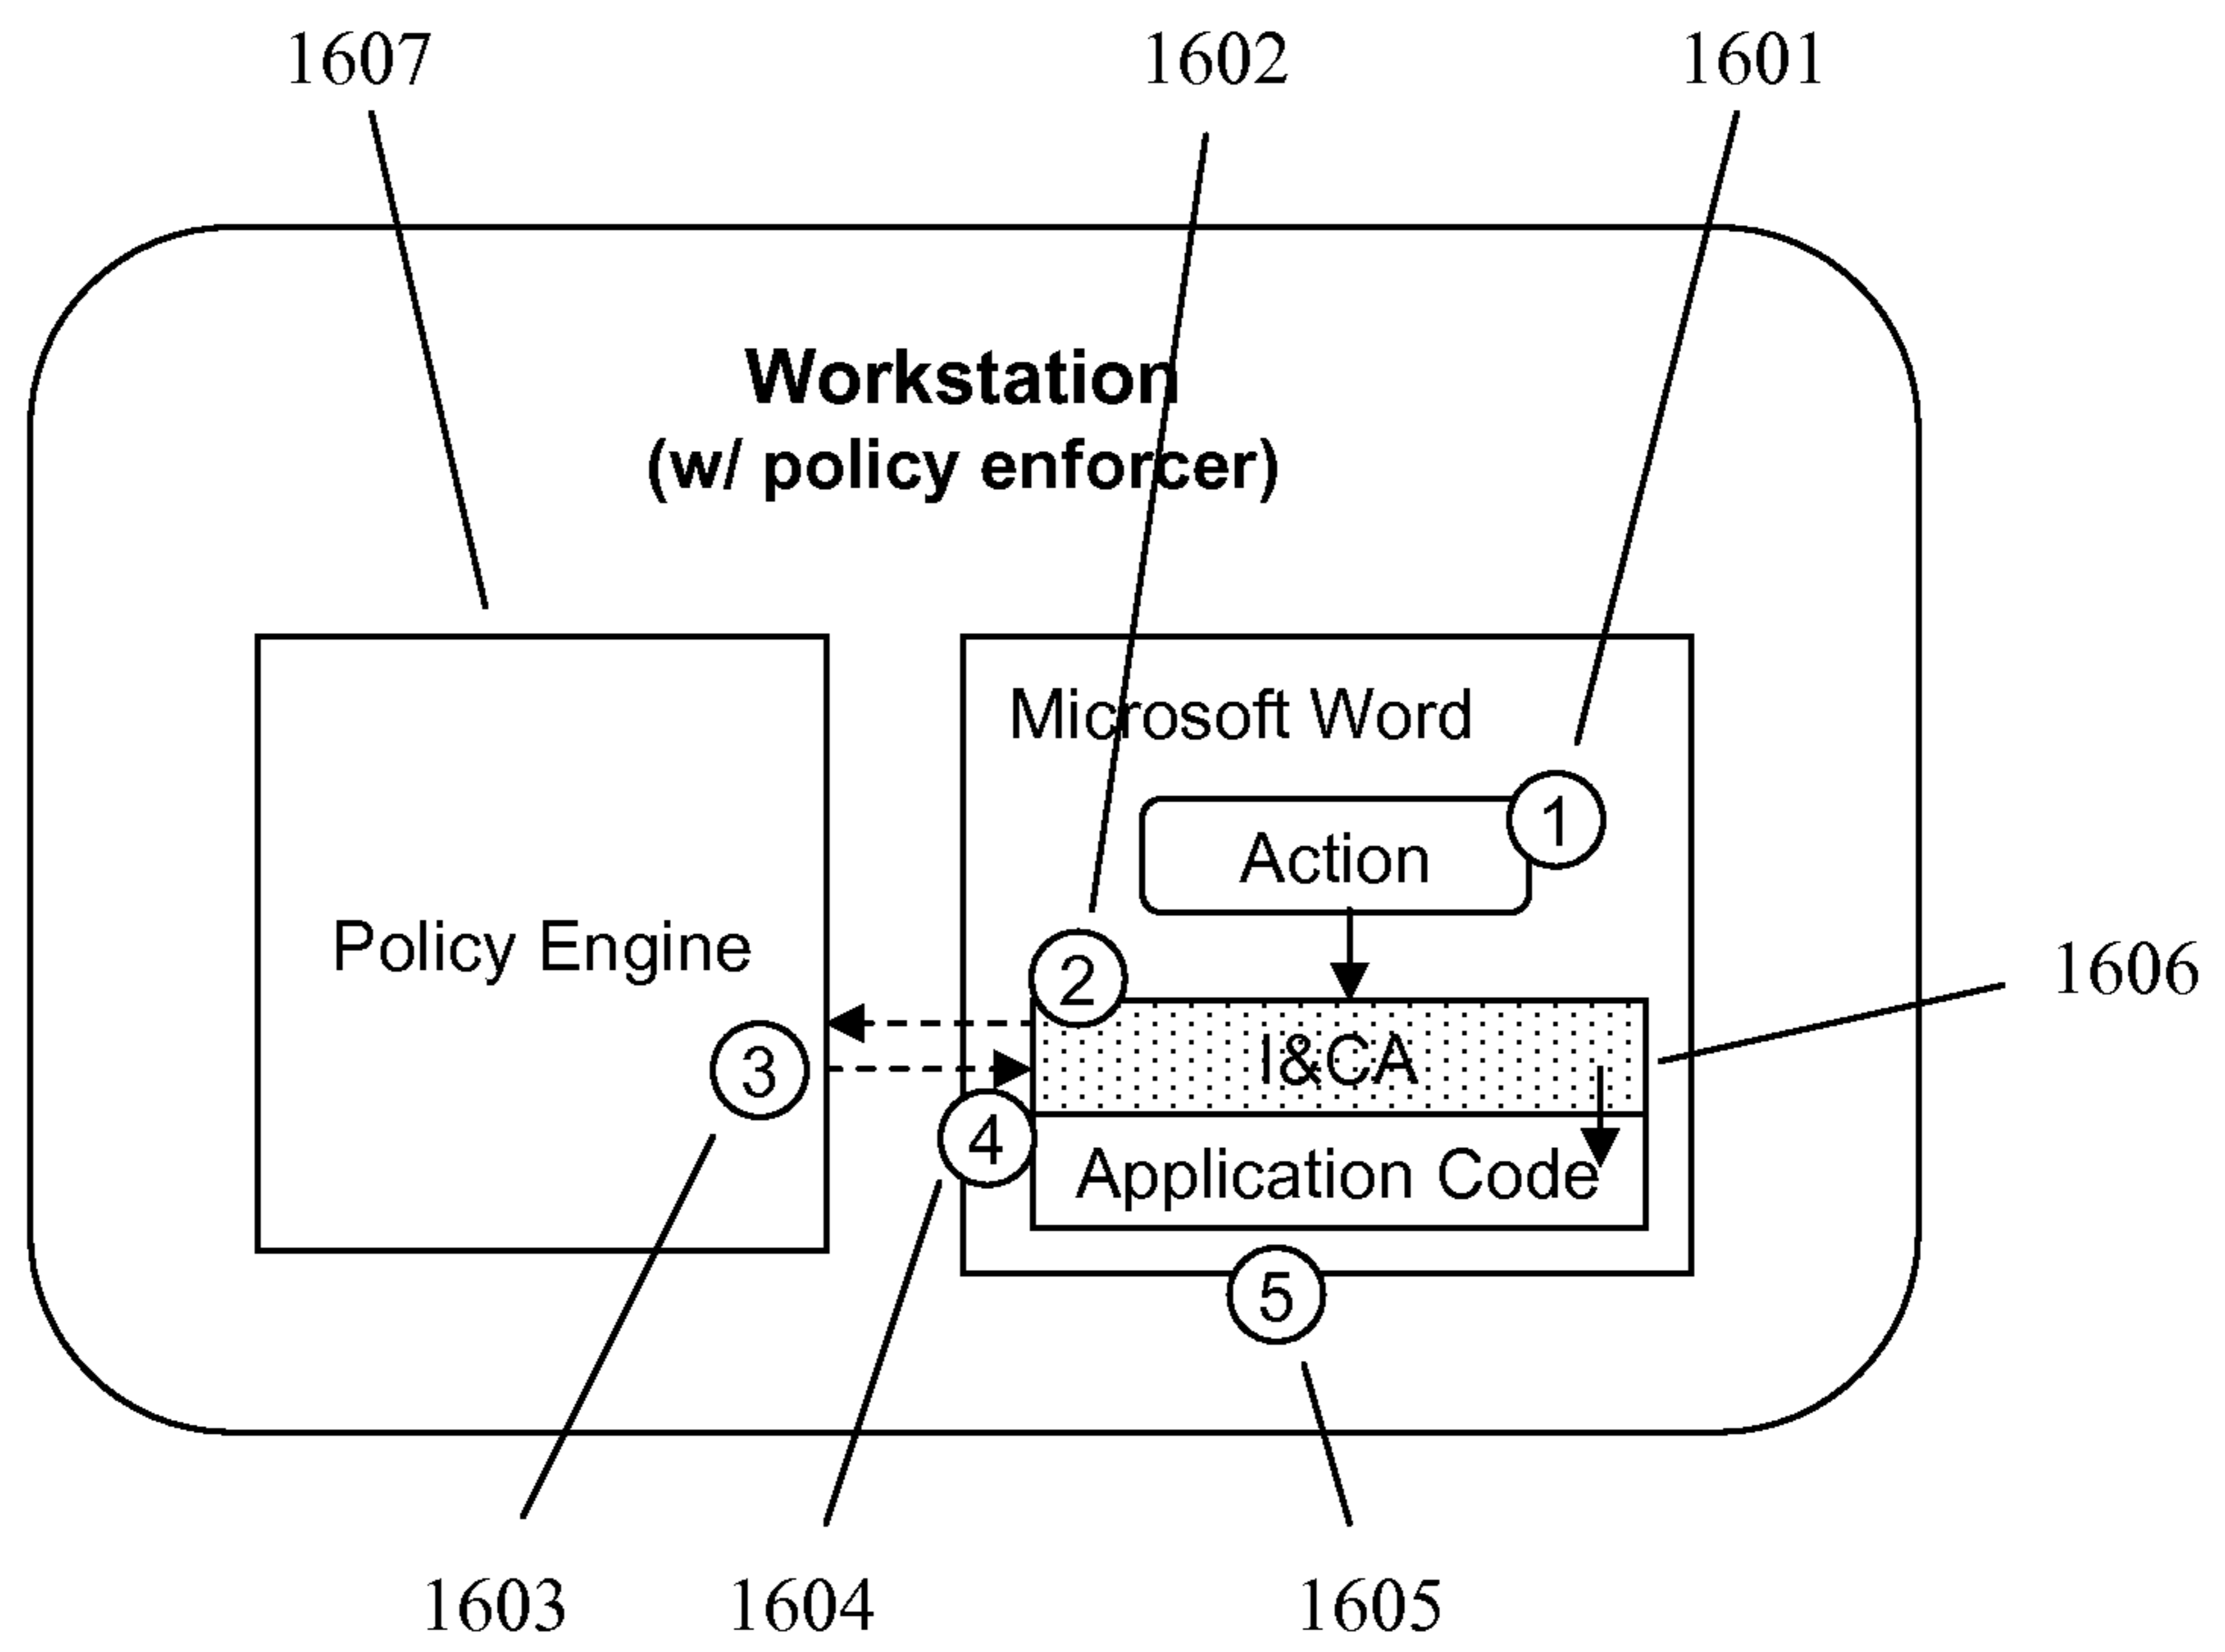 1607 1602 1601
Workstation
(w/ policy enforcer)
Microsoft Word
1
Action
Policy Engine
2
1606
I&CA
3
4
Application Code
5
1603 1604 1605